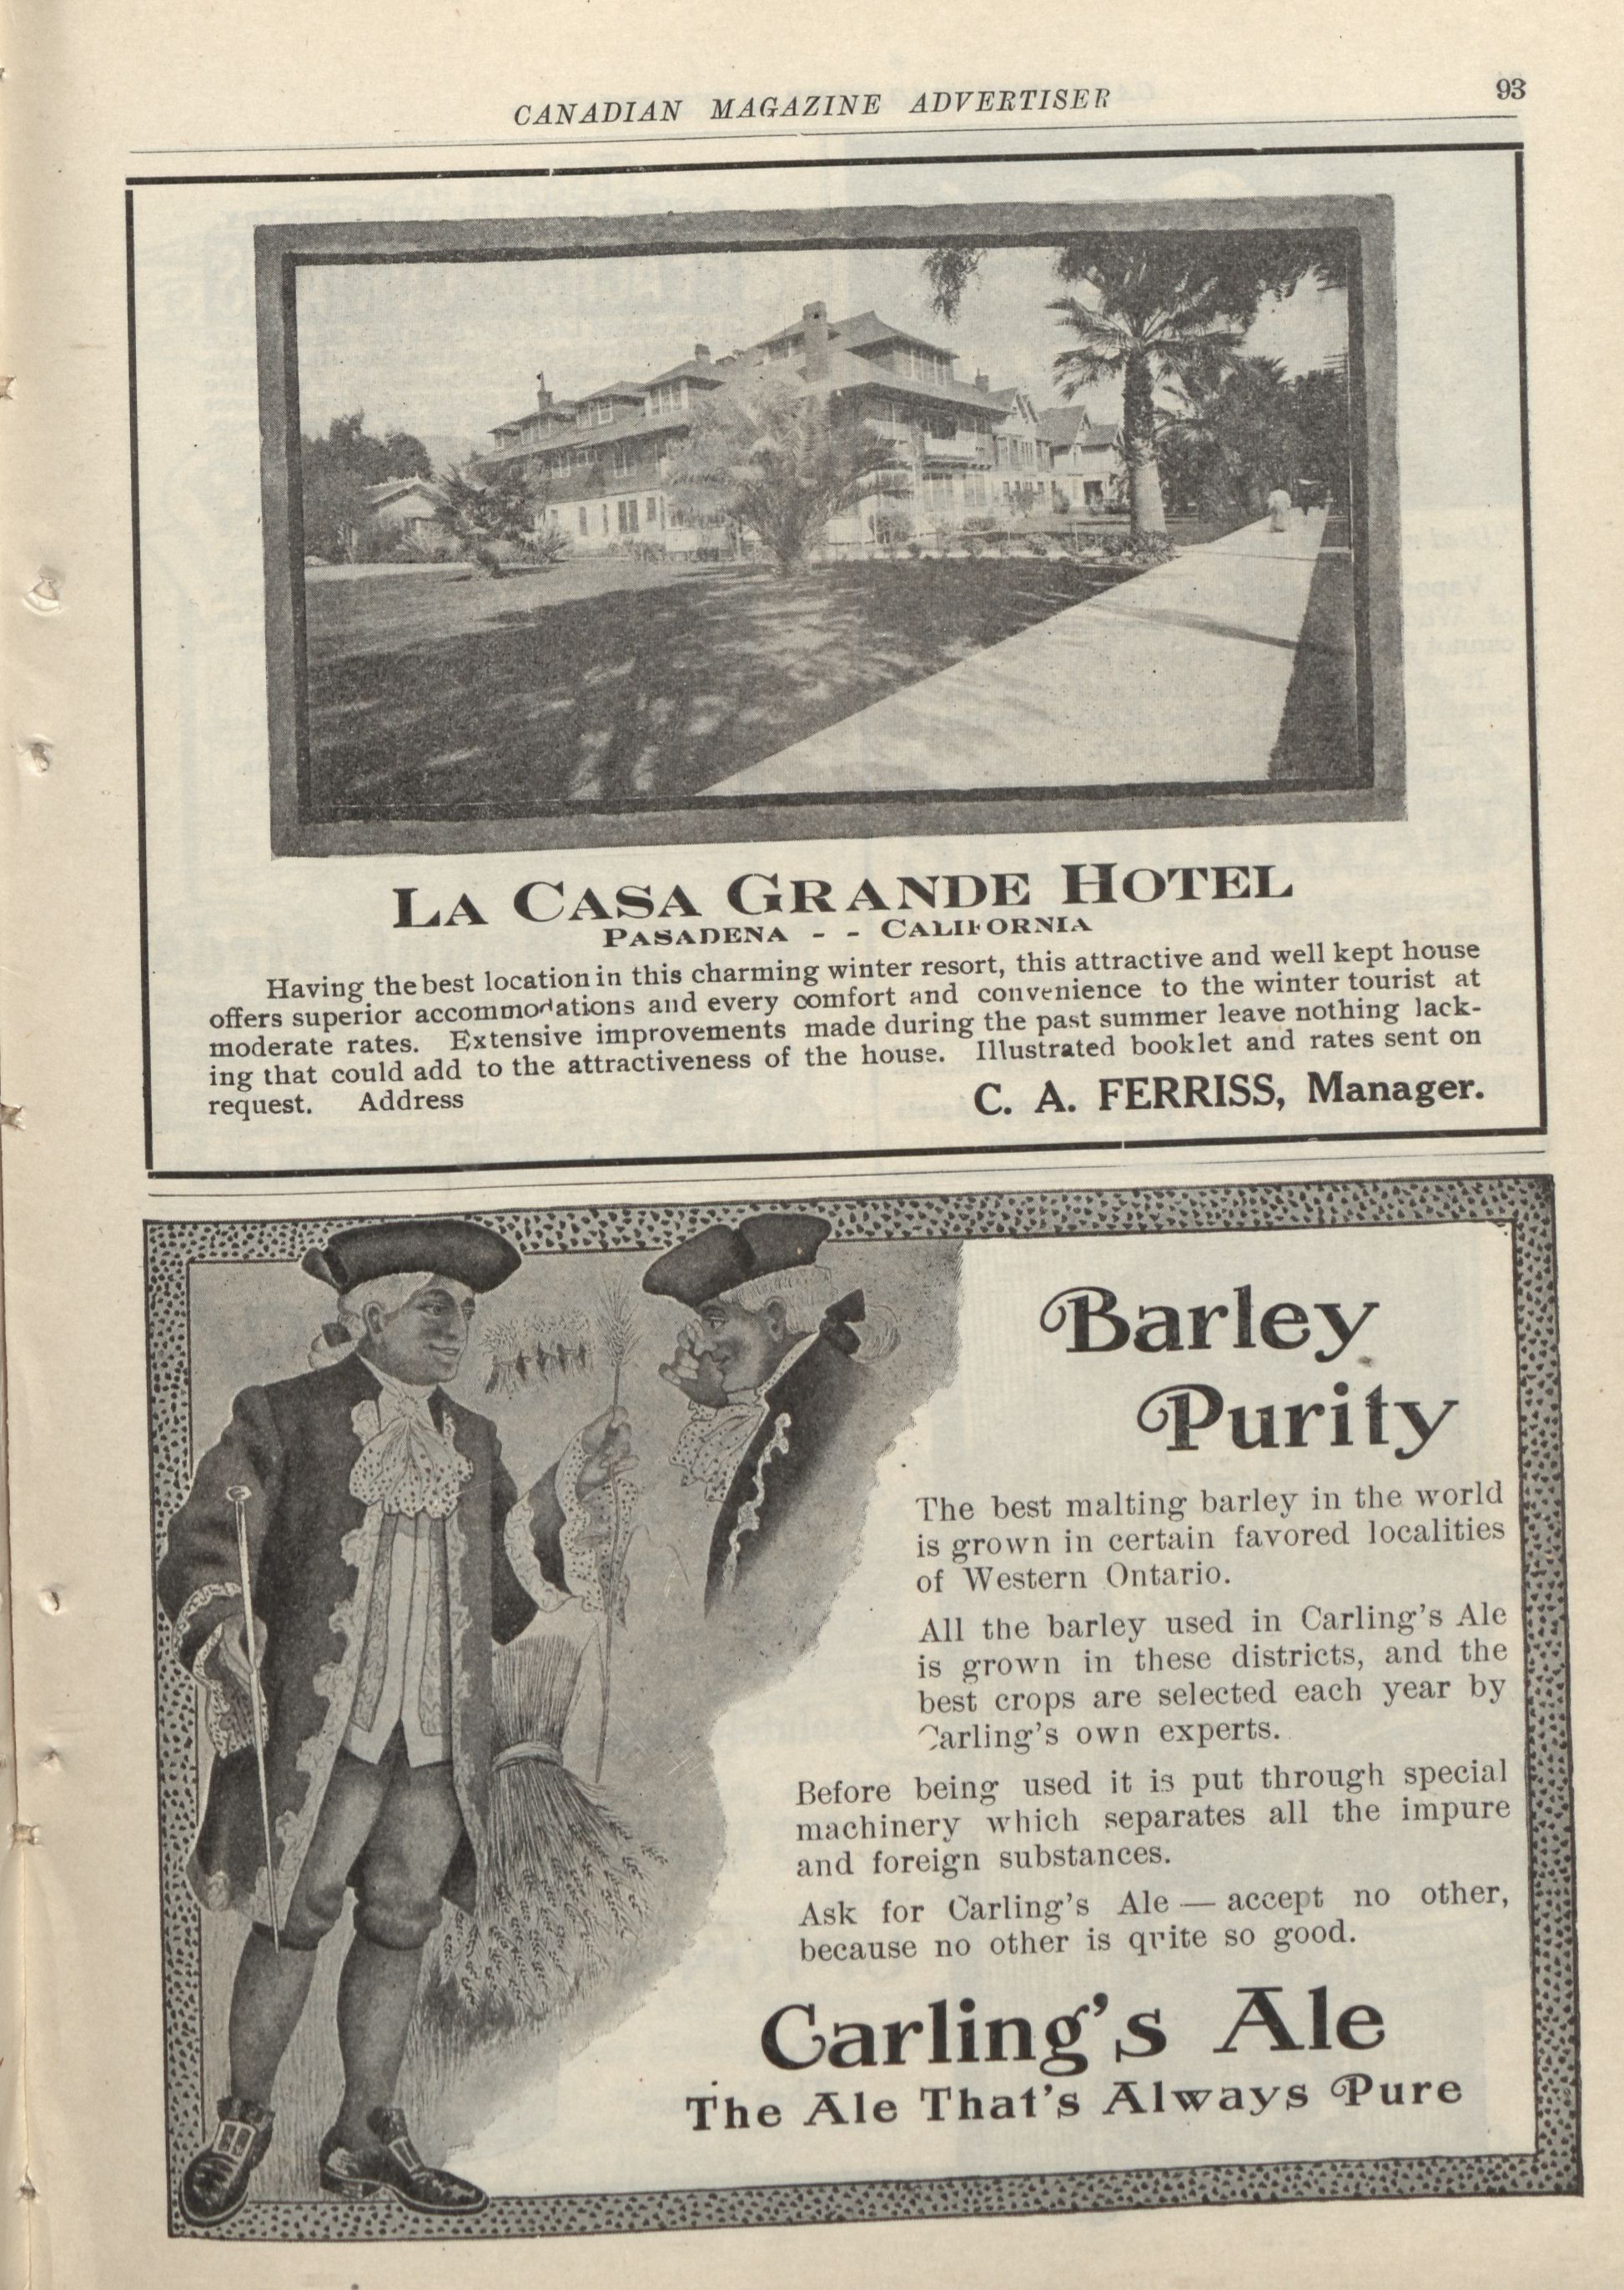 CANADIAN MAGAZINE ADVERTISER
93
LA CASA GRANDE HOTEL
PASADENA - - CALIFORNIA
Having the best location in this charming winter resort, this attractive and well kept house
offers superior accommodations and every comfort and convenience to the winter tourist at
moderate rates. Extensive improvements made during the past summer leave nothing lack-
ing that could add to the attractiveness of the house. Illustrated booklet and rates sent on
request. Address
C. A. FERRISS, Manager.
Barley
Purity
The best malting barley in the world
is grown in certain favored localities
of Western Ontario.
All the barley used in Carling's Ale
is grown in these districts, and the
best crops are selected each year by
Carling's own experts.
Before being used it is put through special
machinery which separates all the impure
and foreign substances.
Ask for Carling's Ale — accept no other,
because no other is quite so good.
Carling's Ale
The Ale That's Always Pure